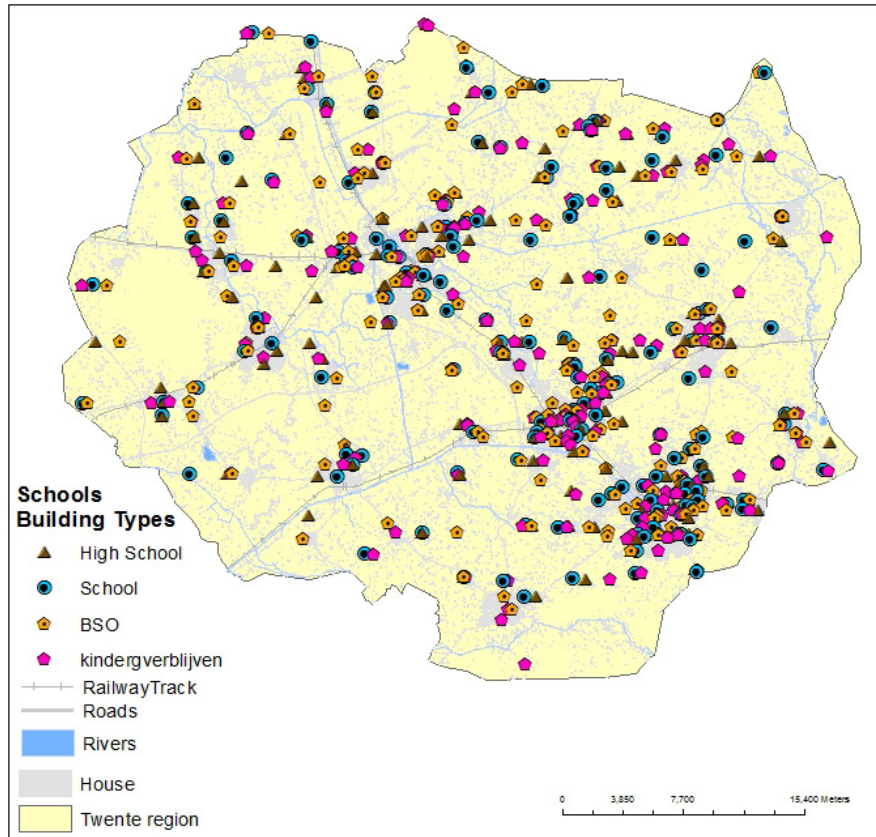 Schools
Building Types
High School
School
BSO
kindergverblijven
RailwayTrack
Roads
Rivers
House
Twente region
0 3,850 7,700 15,400 Meters